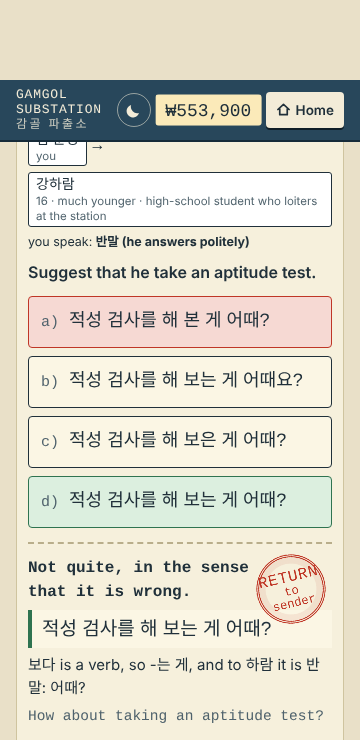 GAMGOL
SUBSTATION
감골 파출소
₩553,900
Home
you
→
강하람
16 · much younger · high-school student who loiters
at the station
you speak: 반말 (he answers politely)
Suggest that he take an aptitude test.
a) 적성 검사를 해 본 게 어때?
b) 적성 검사를 해 보는 게 어때요?
c) 적성 검사를 해 보은 게 어때?
d) 적성 검사를 해 보는 게 어때?
Not quite, in the sense
that it is wrong.
RETURN
to
sender
적성 검사를 해 보는 게 어때?
보다 is a verb, so -는 게, and to 하람 it is 반
말: 어때?
How about taking an aptitude test?